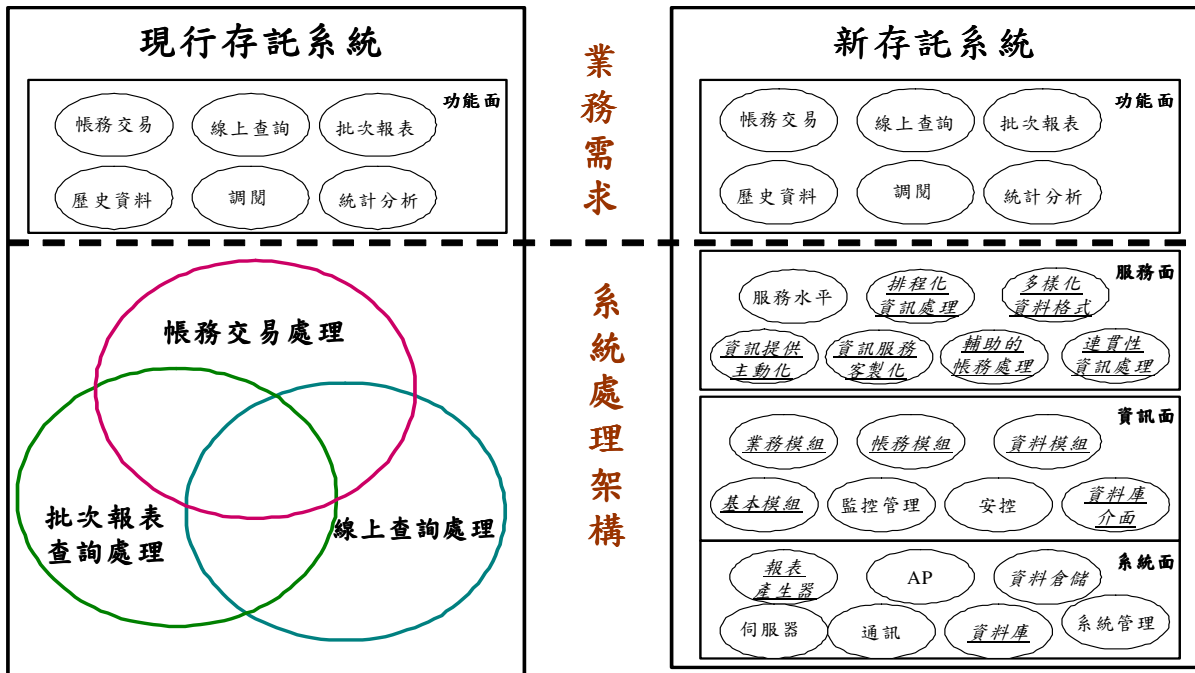 現行存託系統
功能面
帳務交易
線上查詢
批次報表
歷史資料
調閱
統計分析
帳務交易處理
批次報表
查詢處理
線上查詢處理
業務需求
系統處理架構
新存託系統
功能面
帳務交易
線上查詢
批次報表
歷史資料
調閱
統計分析
服務面
服務水平
排程化
資訊處理
多樣化
資料格式
資訊提供
主動化
資訊服務
客製化
輔助的
帳務處理
連貫性
資訊處理
資訊面
業務模組
帳務模組
資料模組
基本模組
監控管理
安控
資料庫
介面
系統面
報表
產生器
AP
資料倉儲
伺服器
通訊
資料庫
系統管理